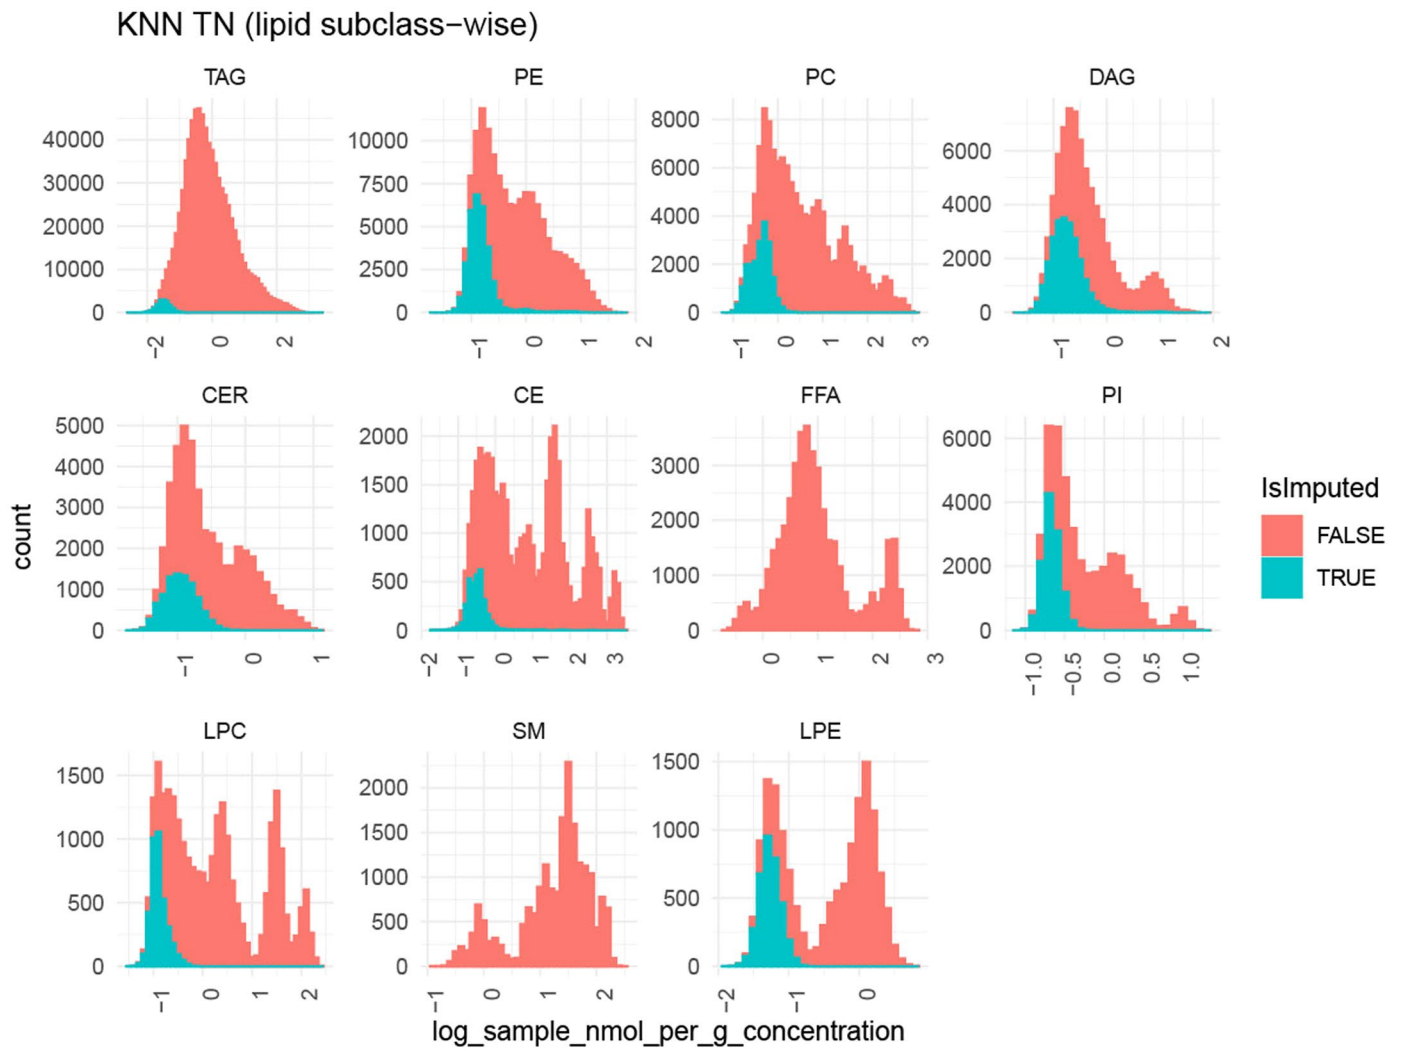 KNN TN (lipid subclass−wise)
TAG PE PC DAG
40000 30000 20000 10000 0
10000 7500 5000 2500 0
8000 6000 4000 2000 0
6000 4000 2000 0
−2 0 2
−1 0 1 2
−1 0 1 2 3
−1 0 1 2
CER CE FFA PI
5000 4000 3000 2000 1000 0
2000 1500 1000 500 0
3000 2000 1000 0
6000 4000 2000 0
−1 0 1
−2 −1 0 1 2 3
0 1 2 3
−1.0 −0.5 0.0 0.5 1.0
LPC SM LPE
1500 1000 500 0
2000 1500 1000 500 0
1500 1000 500 0
−1 0 1 2
−1 0 1 2
−2 −1 0
count
log_sample_nmol_per_g_concentration
IsImputed
FALSE
TRUE